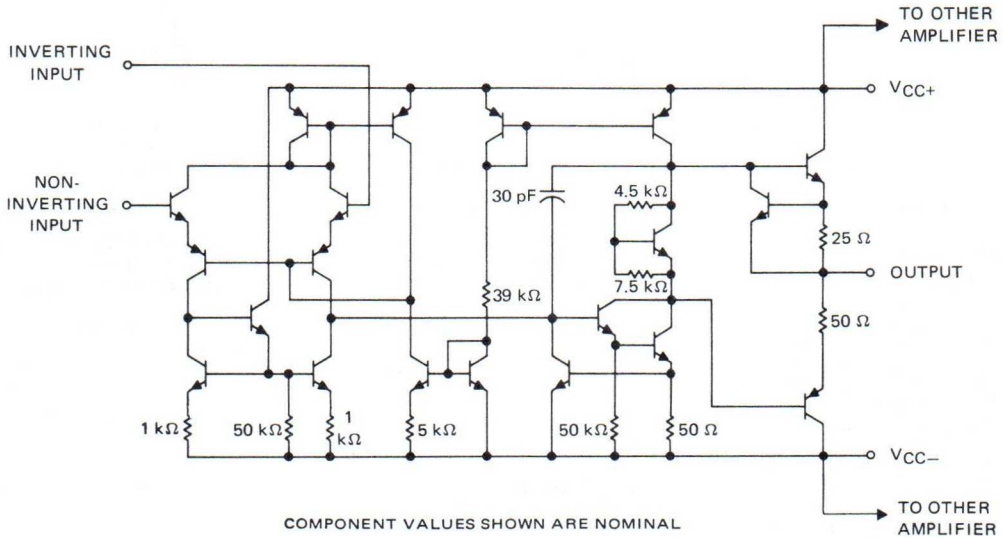 TO OTHER
AMPLIFIER
INVERTING
INPUT
VCC+
NON-
INVERTING
INPUT
30 pF
4.5 kΩ
7.5 kΩ
25 Ω
OUTPUT
39 kΩ
50 Ω
1 kΩ
50 kΩ
1
kΩ
5 kΩ
50 kΩ
50 Ω
VCC−
TO OTHER
AMPLIFIER
COMPONENT VALUES SHOWN ARE NOMINAL